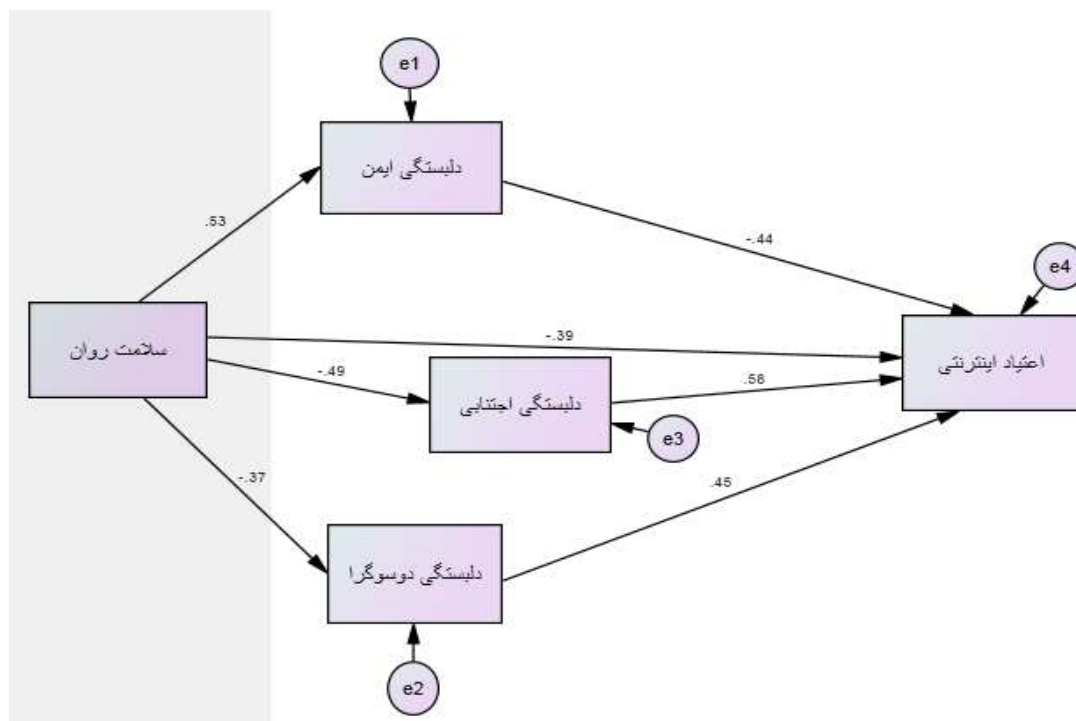 e1
دلبستگی ایمن
.53
-.44
e4
سلامت روان
-.39
اعتیاد اینترنتی
-.49
.58
دلبستگی اجتنابی
e3
-.37
.45
دلبستگی دوسوگرا
e2